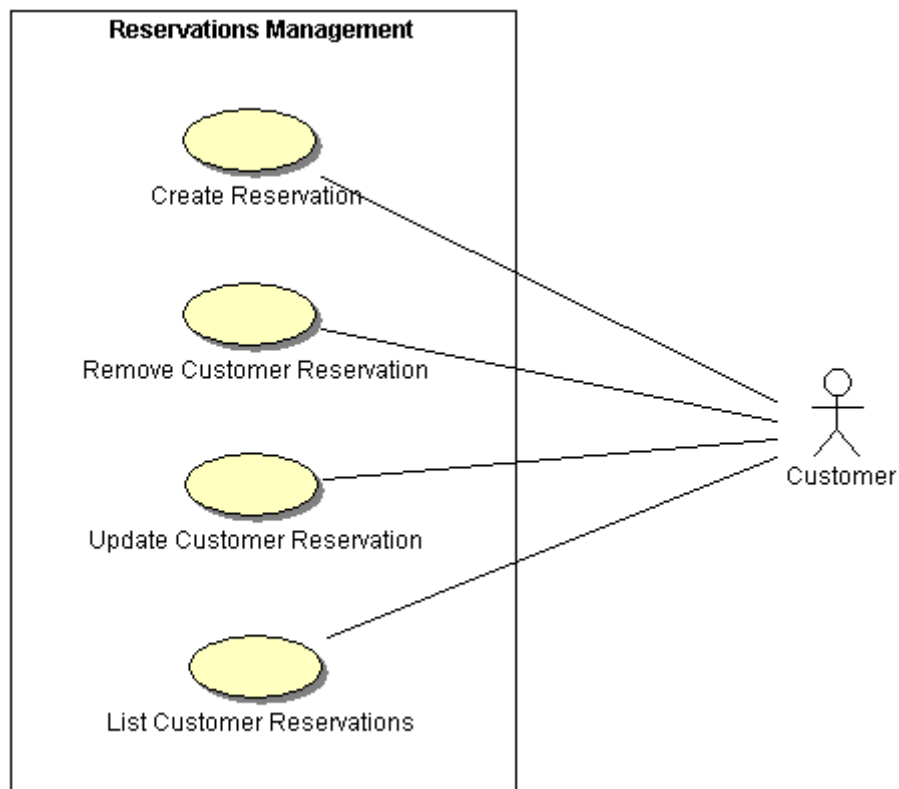 Reservations Management
Create Reservation
Remove Customer Reservation
Customer
Update Customer Reservation
List Customer Reservations